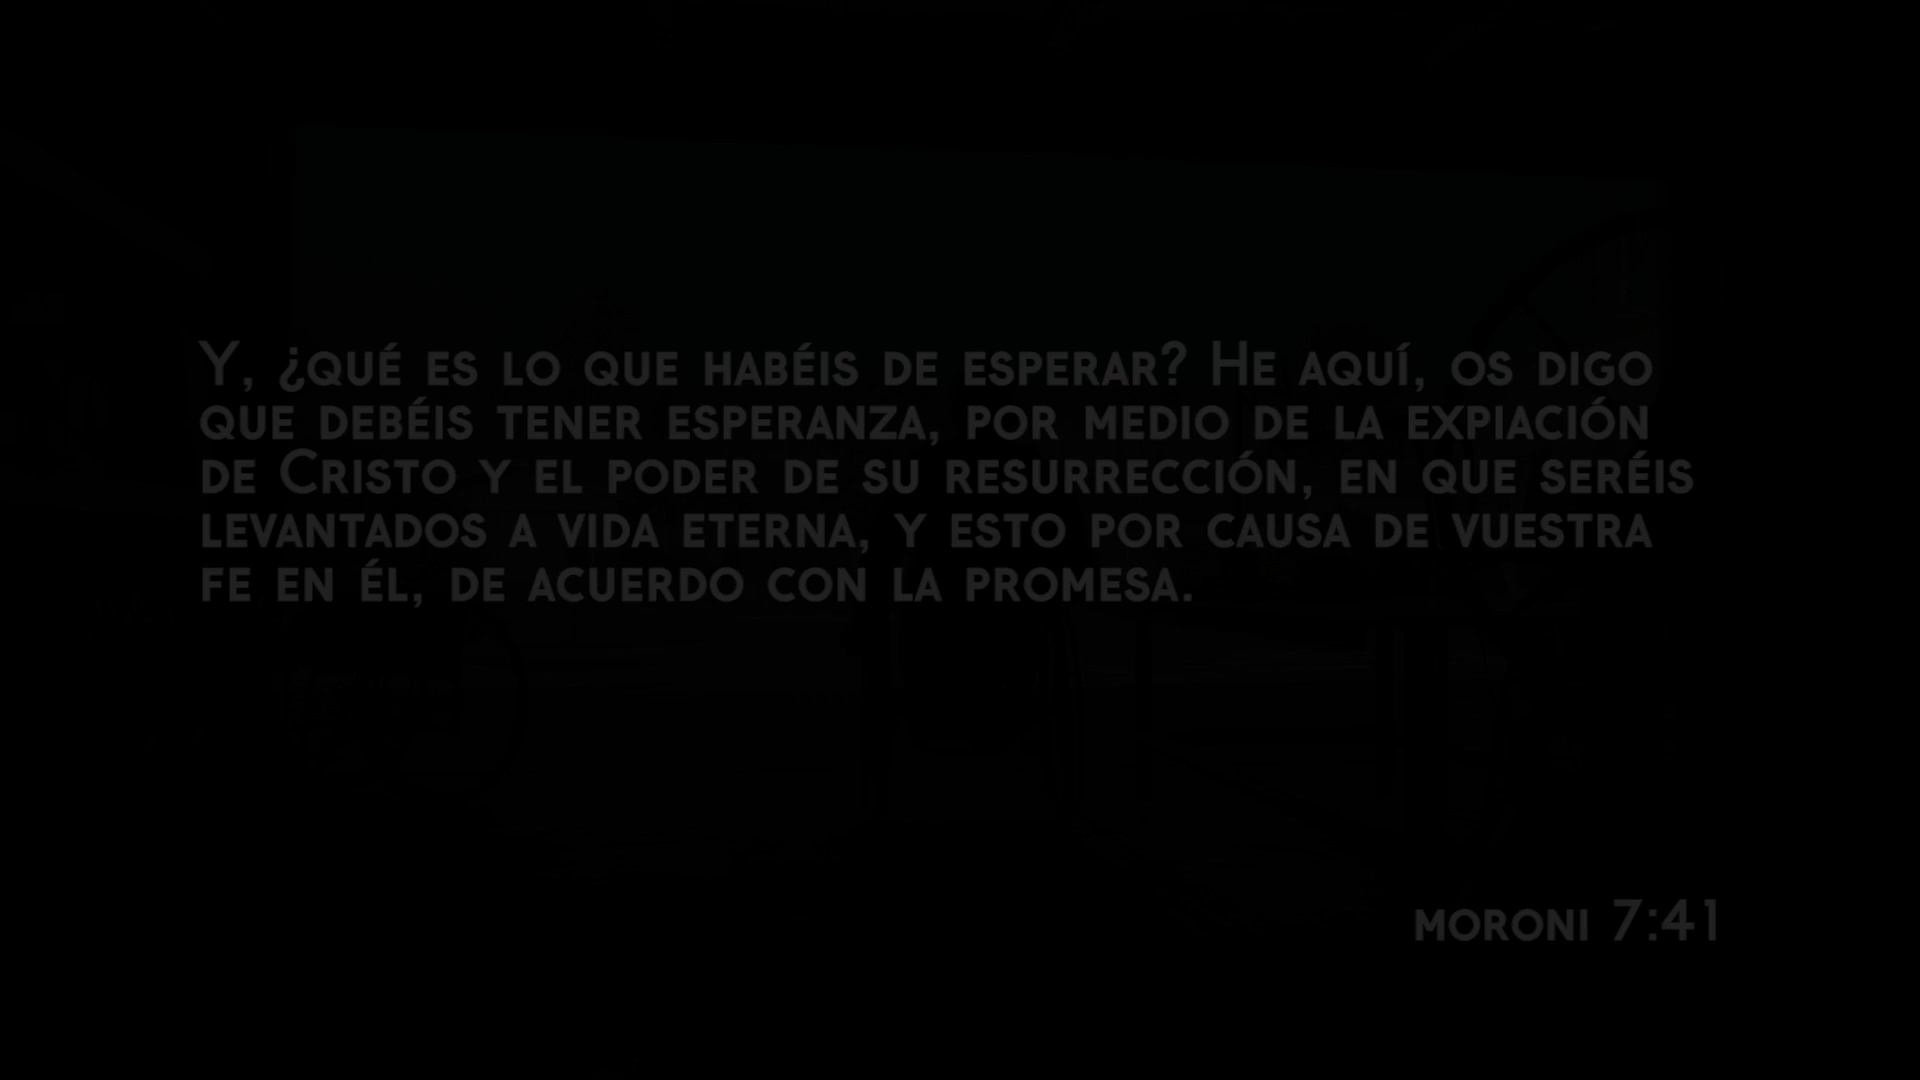 Y, ¿QUÉ ES LO QUE HABÉIS DE ESPERAR? HE AQUÍ, OS DIGO
QUE DEBÉIS TENER ESPERANZA, POR MEDIO DE LA EXPIACIÓN
DE CRISTO Y EL PODER DE SU RESURRECCIÓN, EN QUE SERÉIS
LEVANTADOS A VIDA ETERNA, Y ESTO POR CAUSA DE VUESTRA
FE EN ÉL, DE ACUERDO CON LA PROMESA.
MORONI 7:41